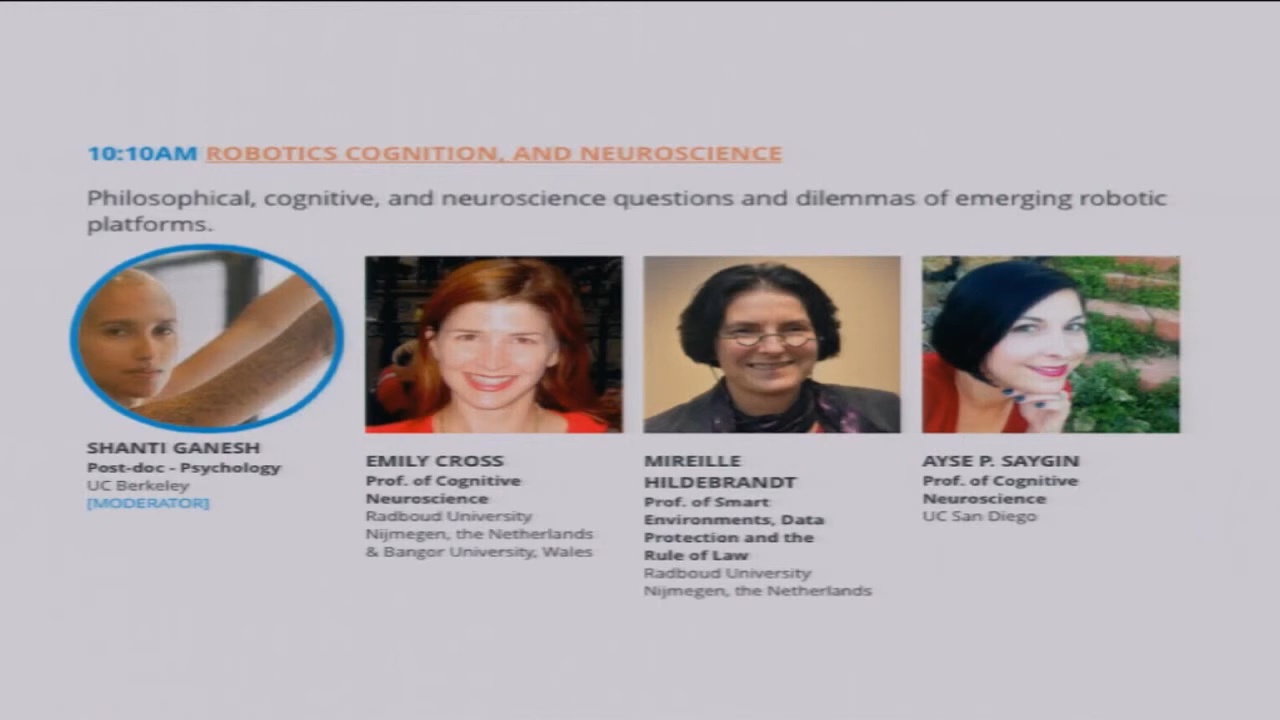 10:10AM ROBOTICS COGNITION, AND NEUROSCIENCE
Philosophical, cognitive, and neuroscience questions and dilemmas of emerging robotic
platforms.
SHANTI GANESH
Post-doc - Psychology
UC Berkeley
[MODERATOR]
EMILY CROSS
Prof. of Cognitive
Neuroscience
Radboud University
Nijmegen, the Netherlands
& Bangor University, Wales
MIREILLE
HILDEBRANDT
Prof. of Smart
Environments, Data
Protection and the
Rule of Law
Radboud University
Nijmegen, the Netherlands
AYSE P. SAYGIN
Prof. of Cognitive
Neuroscience
UC San Diego